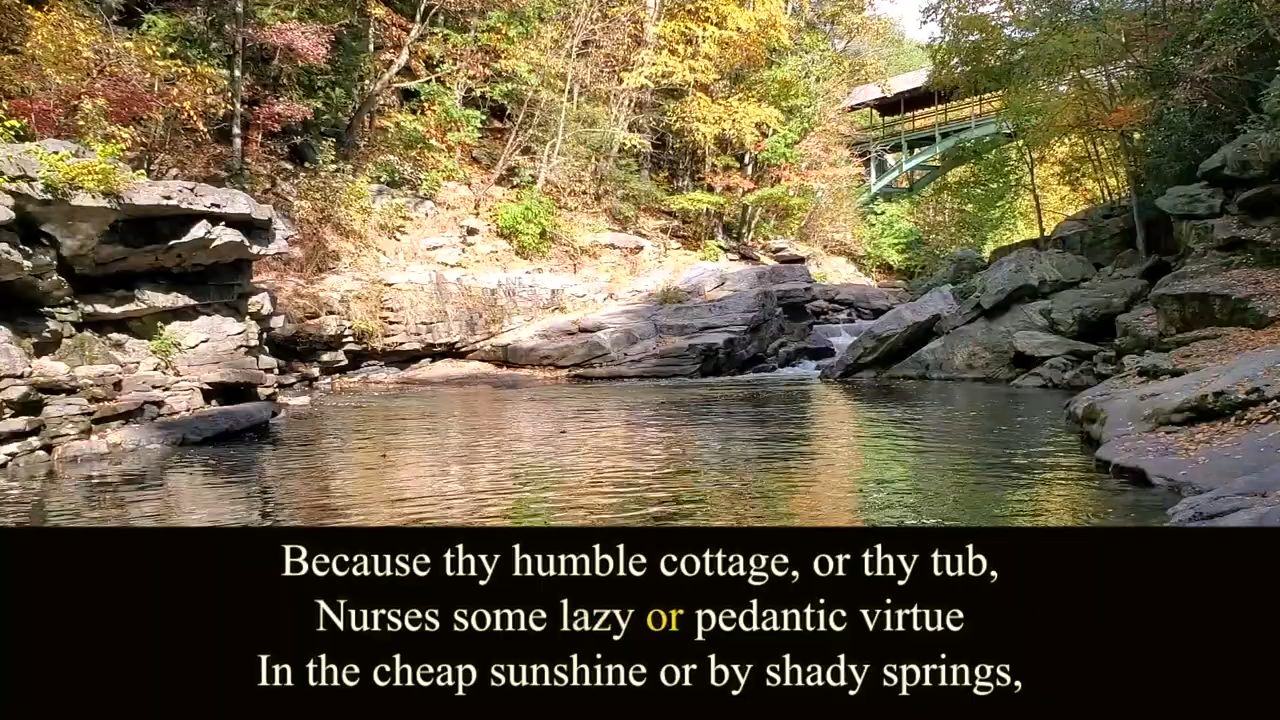 Because thy humble cottage, or thy tub,
Nurses some lazy or pedantic virtue
In the cheap sunshine or by shady springs,